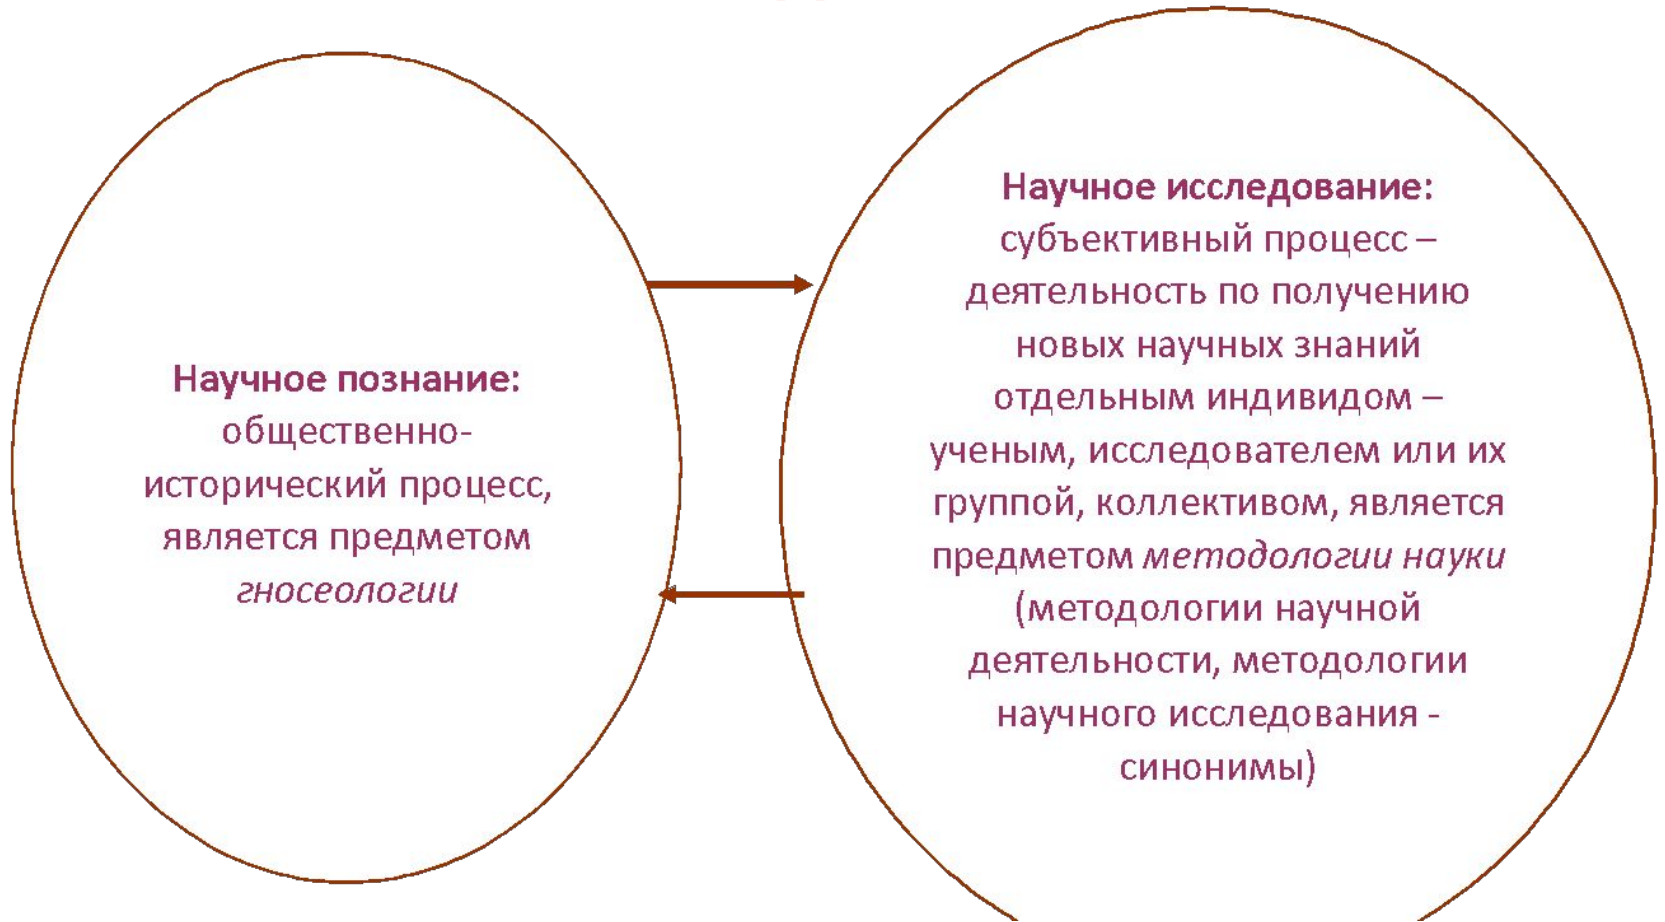 Научное познание:
общественно-
исторический процесс,
является предметом
гносеологии
Научное исследование:
субъективный процесс –
деятельность по получению
новых научных знаний
отдельным индивидом –
ученым, исследователем или их
группой, коллективом, является
предметом методологии науки
(методологии научной
деятельности, методологии
научного исследования -
синонимы)